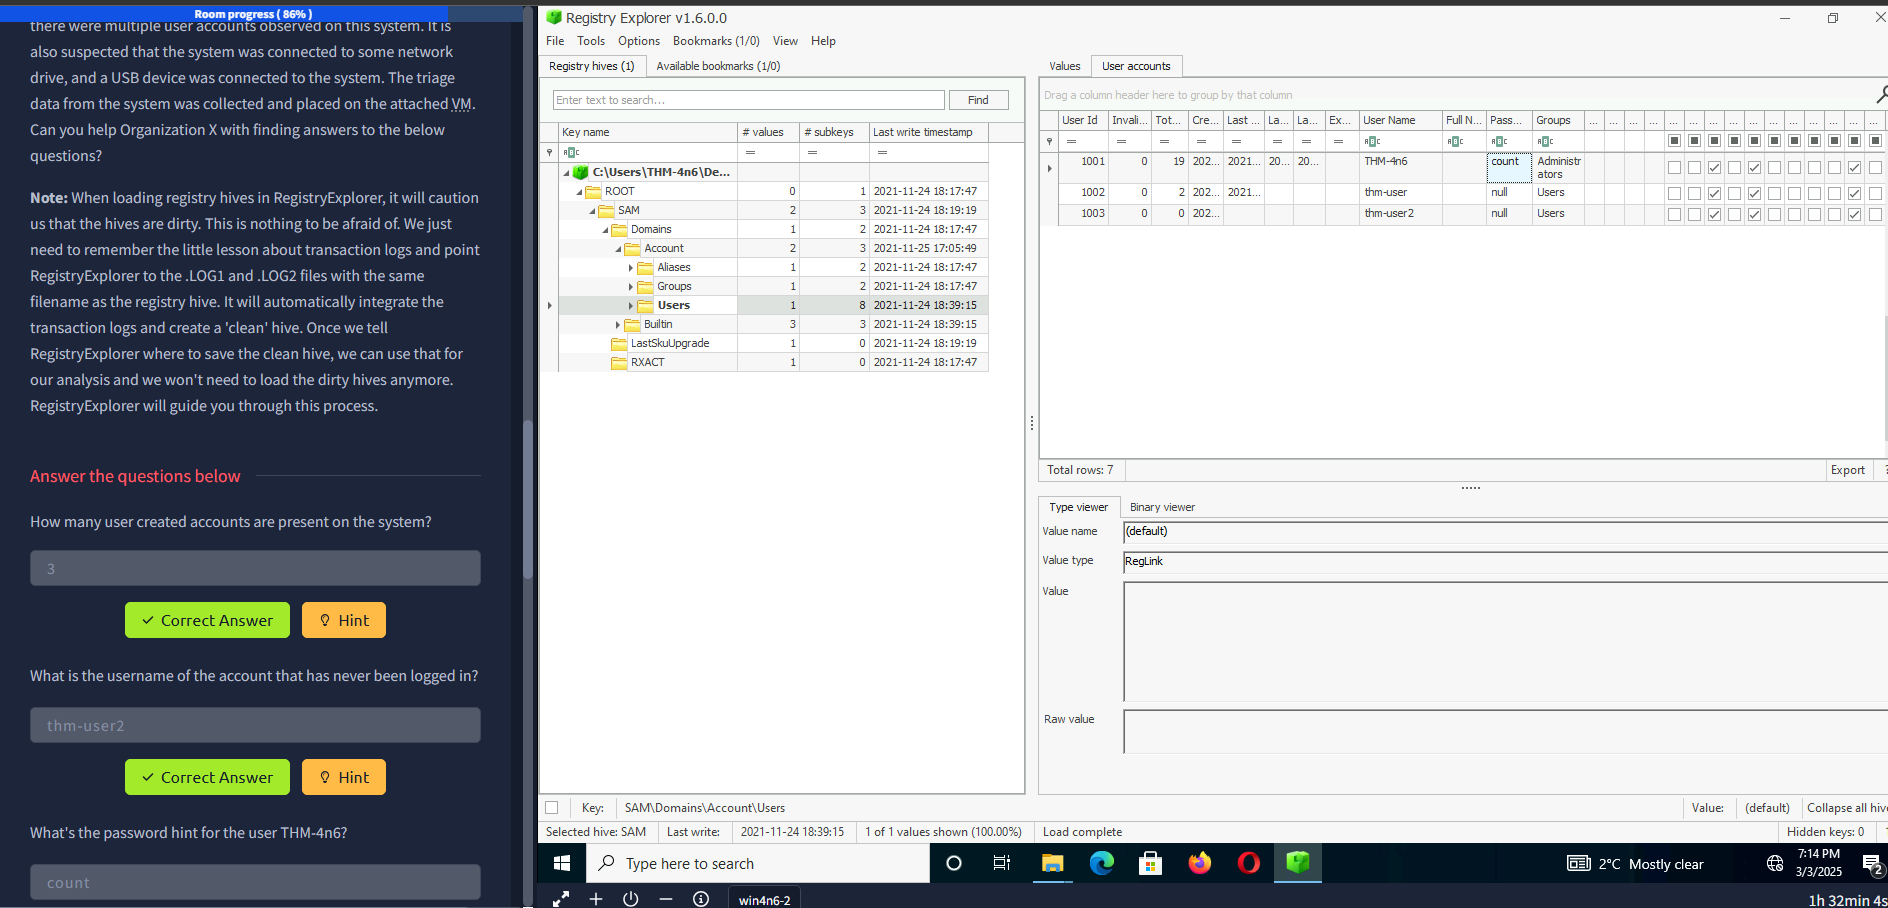 Room progress ( 86% )
there were multiple user accounts observed on this system. It is
also suspected that the system was connected to some network
drive, and a USB device was connected to the system. The triage
data from the system was collected and placed on the attached VM.
Can you help Organization X with finding answers to the below
questions?
Note: When loading registry hives in RegistryExplorer, it will caution
us that the hives are dirty. This is nothing to be afraid of. We just
need to remember the little lesson about transaction logs and point
RegistryExplorer to the .LOG1 and .LOG2 files with the same
filename as the registry hive. It will automatically integrate the
transaction logs and create a 'clean' hive. Once we tell
RegistryExplorer where to save the clean hive, we can use that for
our analysis and we won't need to load the dirty hives anymore.
RegistryExplorer will guide you through this process.
Answer the questions below
How many user created accounts are present on the system?
3
Correct Answer
Hint
What is the username of the account that has never been logged in?
thm-user2
Correct Answer
Hint
What's the password hint for the user THM-4n6?
count
Registry Explorer v1.6.0.0
File Tools Options Bookmarks (1/0) View Help
Registry hives (1) Available bookmarks (1/0)
Enter text to search... Find
Key name # values # subkeys Last write timestamp
= = =
C:\Users\THM-4n6\De...
ROOT 0 1 2021-11-24 18:17:47
SAM 2 3 2021-11-24 18:19:19
Domains 1 2 2021-11-24 18:17:47
Account 2 3 2021-11-25 17:05:49
Aliases 1 2 2021-11-24 18:17:47
Groups 1 2 2021-11-24 18:17:47
Users 1 8 2021-11-24 18:39:15
Builtin 3 3 2021-11-24 18:39:15
LastSkuUpgrade 1 0 2021-11-24 18:19:19
RXACT 1 0 2021-11-24 18:17:47
Values User accounts
Drag a column header here to group by that column
User Id Invali... Tot... Cre... Last ... La... La... Ex... User Name Full N... Pass... Groups ... ... ... ... ... ... ... ... ... ... ... ... ... ... ...
= = = = = = = =
1001 0 19 202... 2021... 20... 20... THM-4n6 count Administr
ators
1002 0 2 202... 2021... thm-user null Users
1003 0 0 202... thm-user2 null Users
Total rows: 7 Export ?
Type viewer Binary viewer
Value name (default)
Value type RegLink
Value
Raw value
Key: SAM\Domains\Account\Users Value: (default) Collapse all hive
Selected hive: SAM Last write: 2021-11-24 18:39:15 1 of 1 values shown (100.00%) Load complete Hidden keys: 0
Type here to search
2°C Mostly clear
7:14 PM
3/3/2025
2
win4n6-2
1h 32min 4s